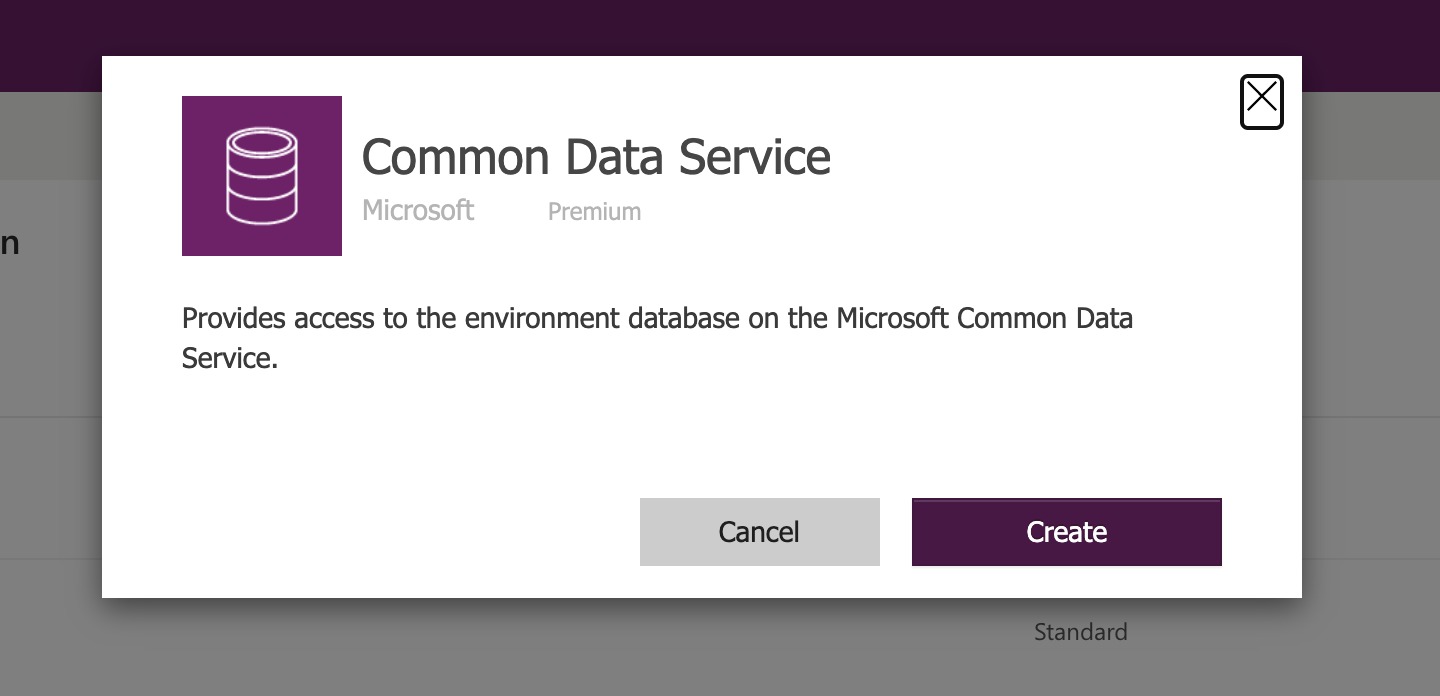 Common Data Service
Microsoft Premium
n
Provides access to the environment database on the Microsoft Common Data
Service.
Cancel Create
Standard